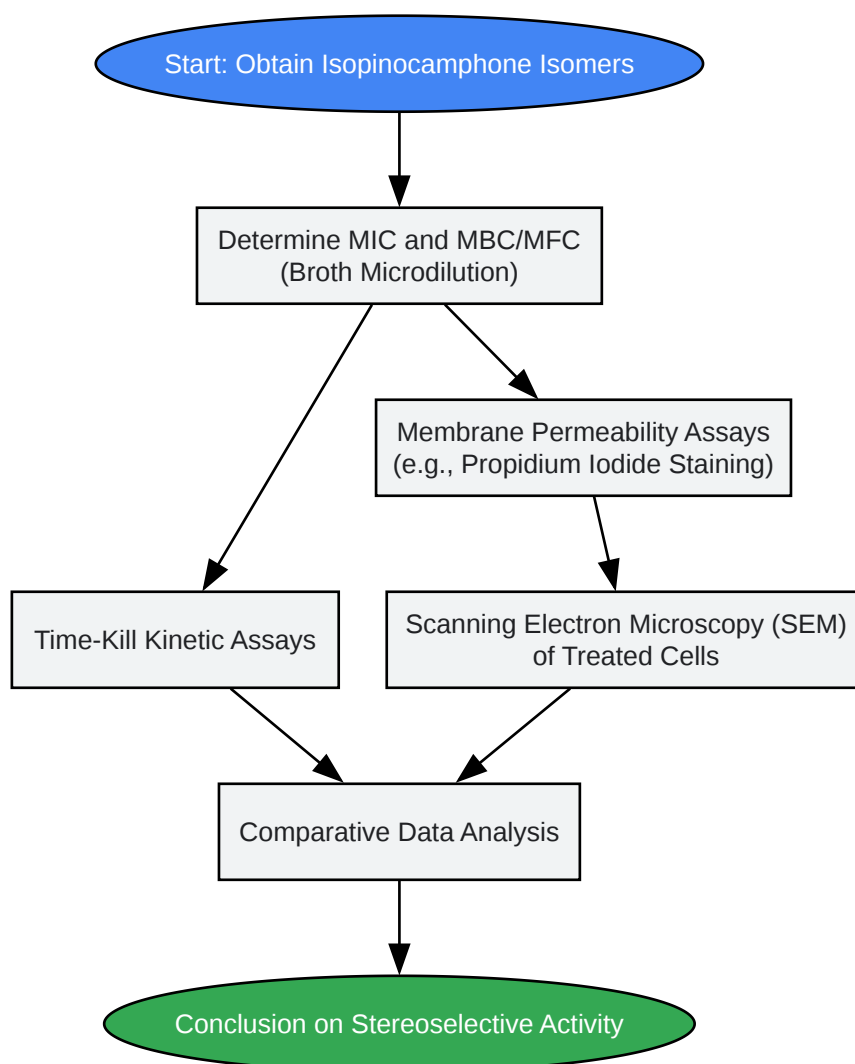 Start: Obtain Isopinocamphone Isomers
Determine MIC and MBC/MFC
(Broth Microdilution)
Membrane Permeability Assays
(e.g., Propidium Iodide Staining)
Time-Kill Kinetic Assays
Scanning Electron Microscopy (SEM)
of Treated Cells
Comparative Data Analysis
Conclusion on Stereoselective Activity